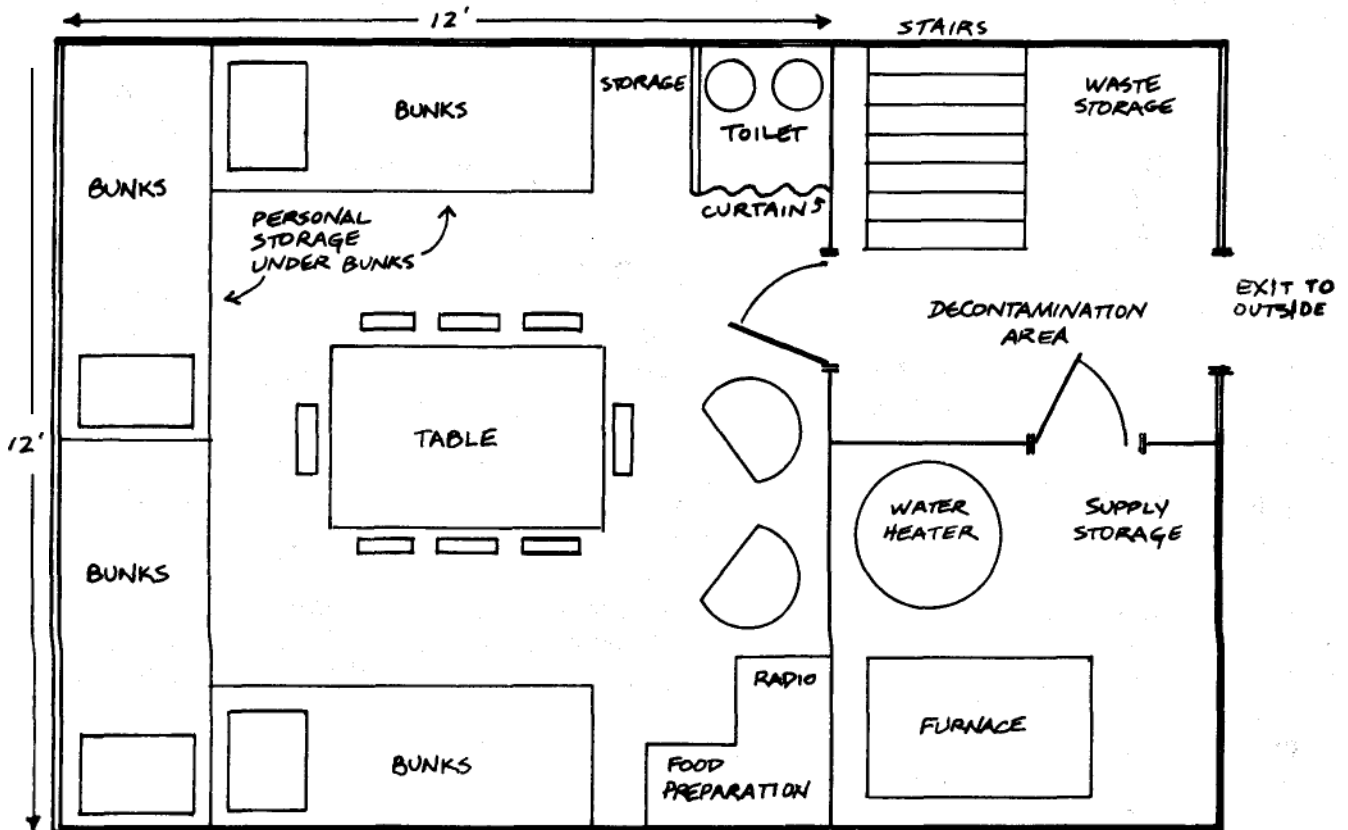 12'
STAIRS
BUNKS
STORAGE
TOILET
CURTAINS
WASTE
STORAGE
BUNKS
PERSONAL
STORAGE
UNDER BUNKS
DECONTAMINATION
AREA
EXIT TO
OUTSIDE
12'
TABLE
WATER
HEATER
SUPPLY
STORAGE
BUNKS
RADIO
FURNACE
BUNKS
FOOD
PREPARATION